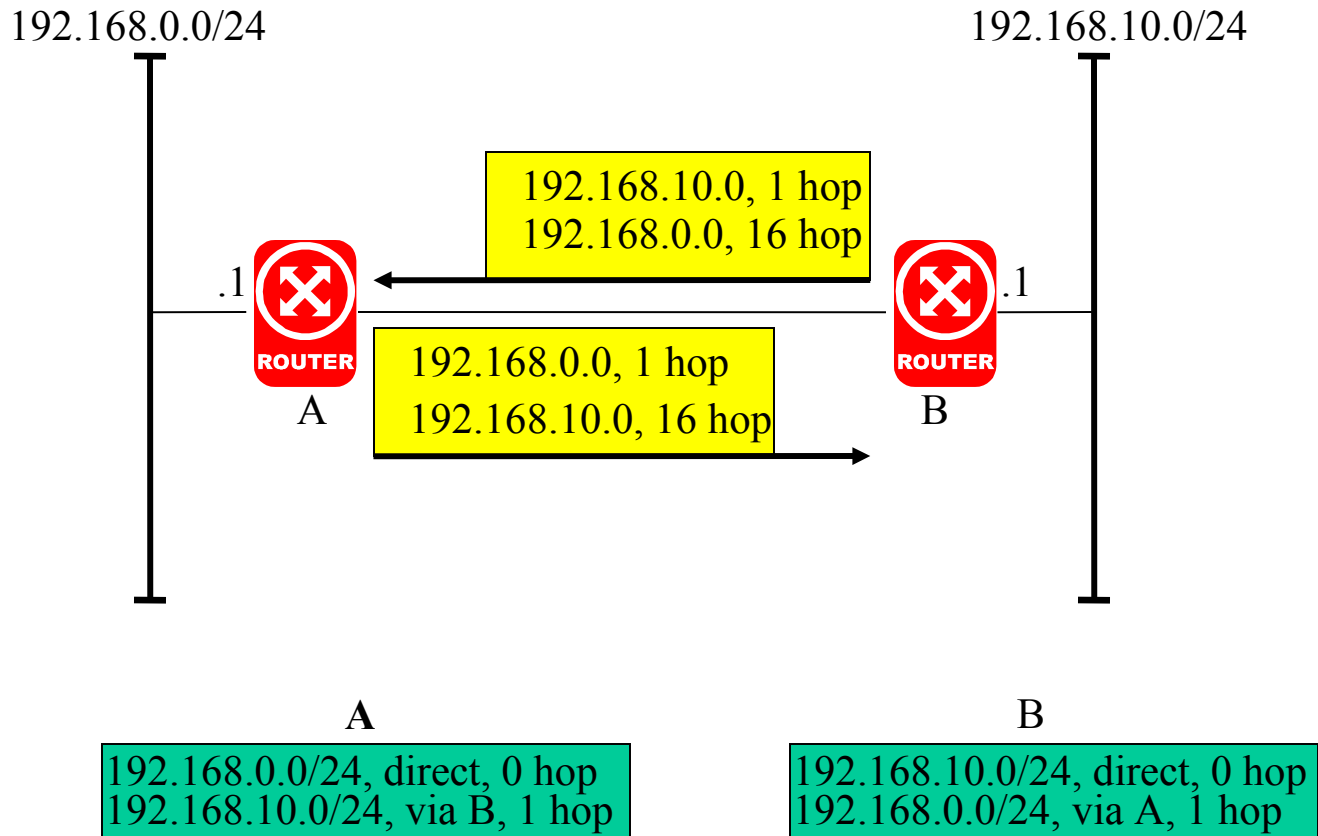 192.168.0.0/24
192.168.10.0/24
192.168.10.0, 1 hop
192.168.0.0, 16 hop
.1
ROUTER
A
.1
ROUTER
B
192.168.0.0, 1 hop
192.168.10.0, 16 hop
A
192.168.0.0/24, direct, 0 hop
192.168.10.0/24, via B, 1 hop
B
192.168.10.0/24, direct, 0 hop
192.168.0.0/24, via A, 1 hop